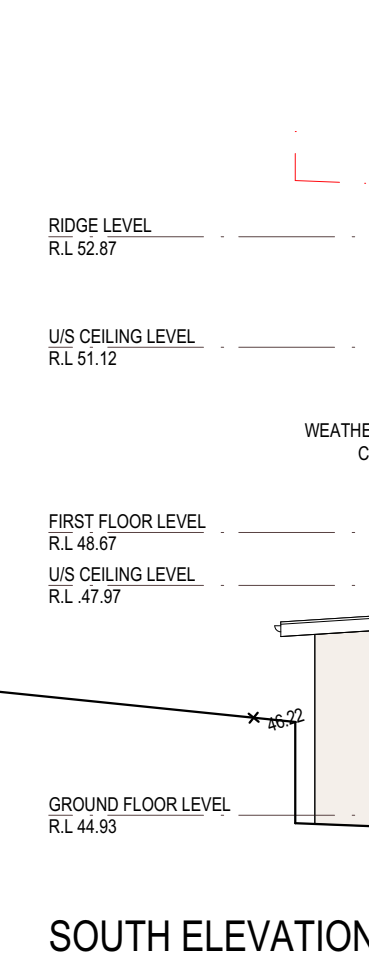 RIDGE LEVEL
R.L 52.87
U/S CEILING LEVEL
R.L 51.12
WEATHE
C
FIRST FLOOR LEVEL
R.L 48.67
U/S CEILING LEVEL
R.L .47.97
46.22
GROUND FLOOR LEVEL
R.L 44.93
SOUTH ELEVATION